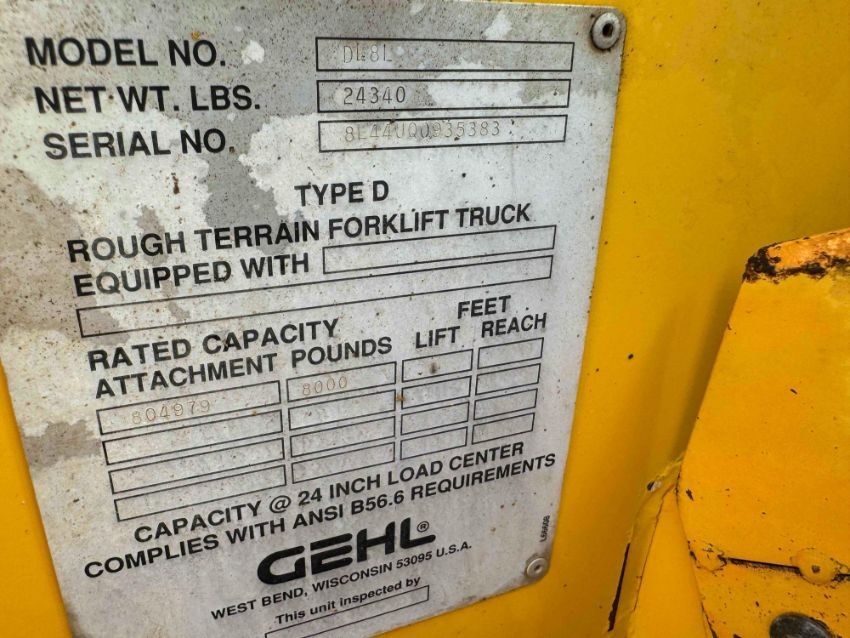 MODEL NO. DL8L
NET WT. LBS. 24340
SERIAL NO. 8E44U00935383
TYPE D
ROUGH TERRAIN FORKLIFT TRUCK
EQUIPPED WITH
RATED CAPACITY FEET
ATTACHMENT POUNDS LIFT REACH
804979 8000
CAPACITY @ 24 INCH LOAD CENTER
COMPLIES WITH ANSI B56.6 REQUIREMENTS
GEHL®
WEST BEND, WISCONSIN 53095 U.S.A.
This unit inspected by
L66608